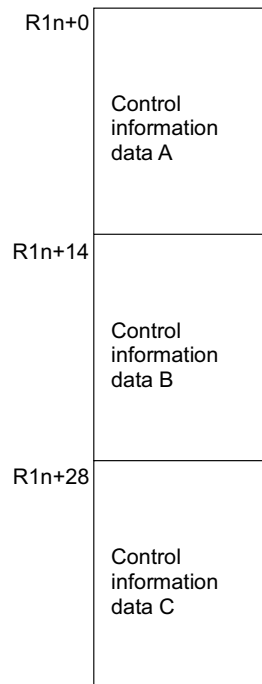 R1n+0
Control
information
data A
R1n+14
Control
information
data B
R1n+28
Control
information
data C